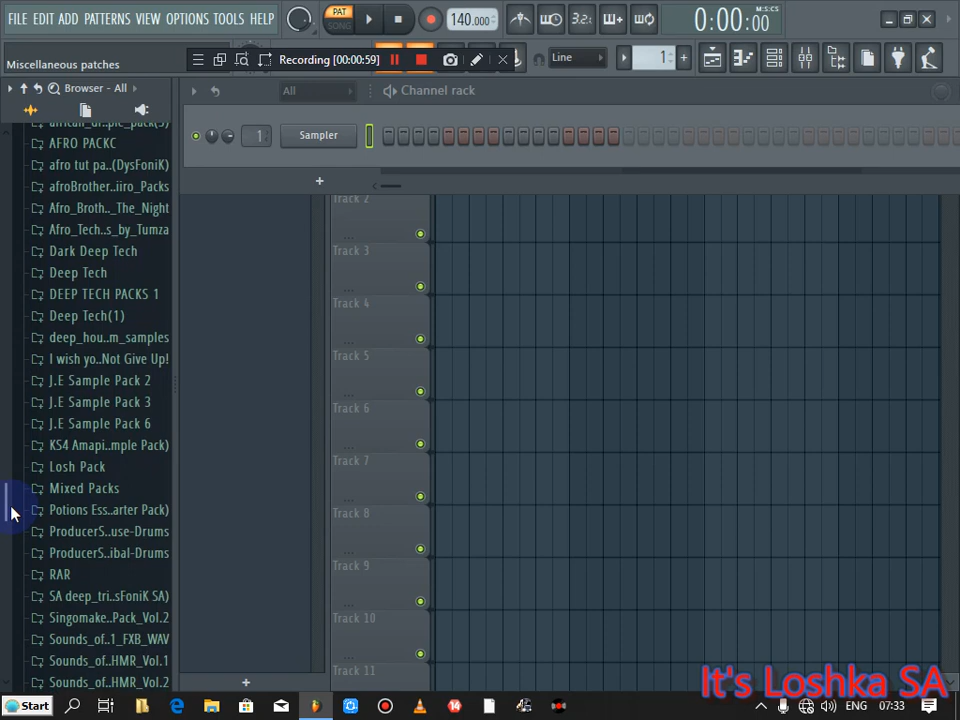 FILE EDIT ADD PATTERNS VIEW OPTIONS TOOLS HELP
PAT
SONG
140.000
3.2
0:00:00
M:S:CS
Miscellaneous patches
Recording [00:00:59]
Line
1
Browser - All
All
Channel rack
1
Sampler
AFRO PACKC
afro tut pa..(DysFoniK)
afroBrother..iiro_Packs
Afro_Broth.._The_Night
Afro_Tech..s_by_Tumza
Dark Deep Tech
Deep Tech
DEEP TECH PACKS 1
Deep Tech(1)
deep_hou..m_samples
I wish yo..Not Give Up!
J.E Sample Pack 2
J.E Sample Pack 3
J.E Sample Pack 6
KS4 Amapi..mple Pack)
Losh Pack
Mixed Packs
Potions Ess..arter Pack)
ProducerS..use-Drums
ProducerS..ibal-Drums
RAR
SA deep_tri..sFoniK SA)
Singomake..Pack_Vol.2
Sounds_of..1_FXB_WAV
Sounds_of..HMR_Vol.1
Sounds_of..HMR_Vol.2
Track 2
Track 3
Track 4
Track 5
Track 6
Track 7
Track 8
Track 9
Track 10
Track 11
It's Loshka SA
Start
14
ENG
07:33